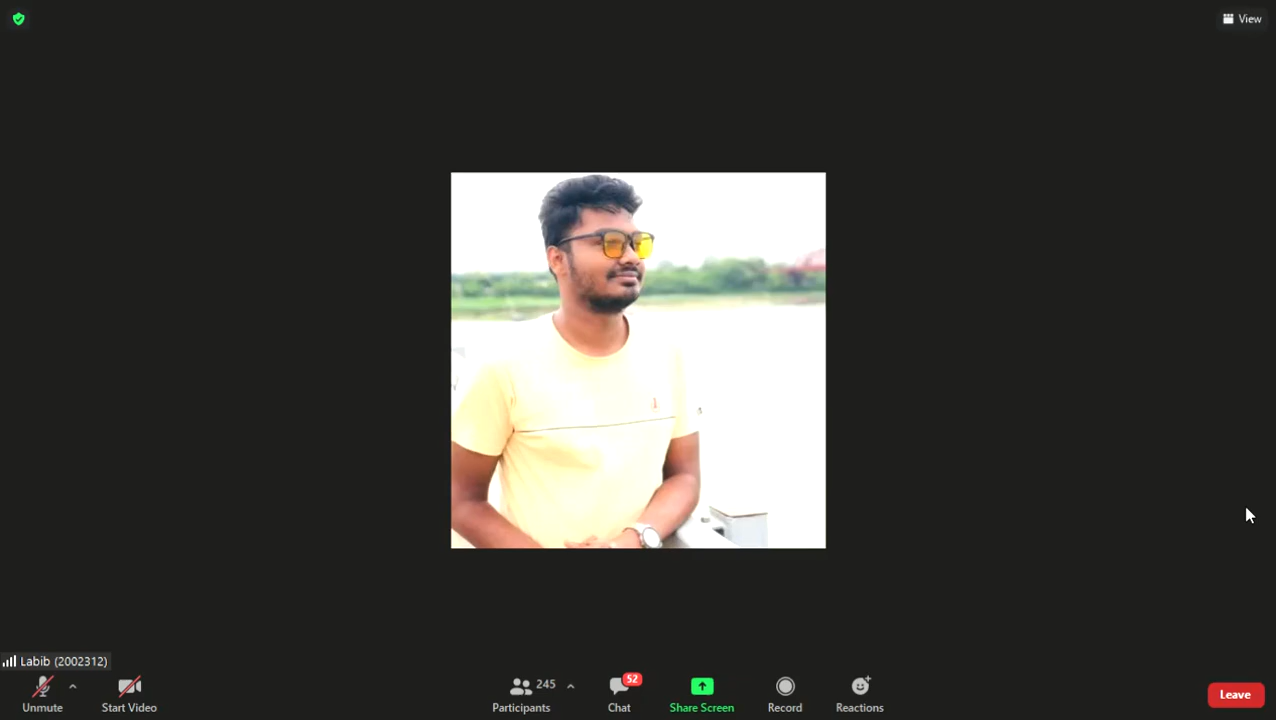 View
Labib (2002312)
Unmute
Start Video
245
Participants
52
Chat
Share Screen
Record
Reactions
Leave